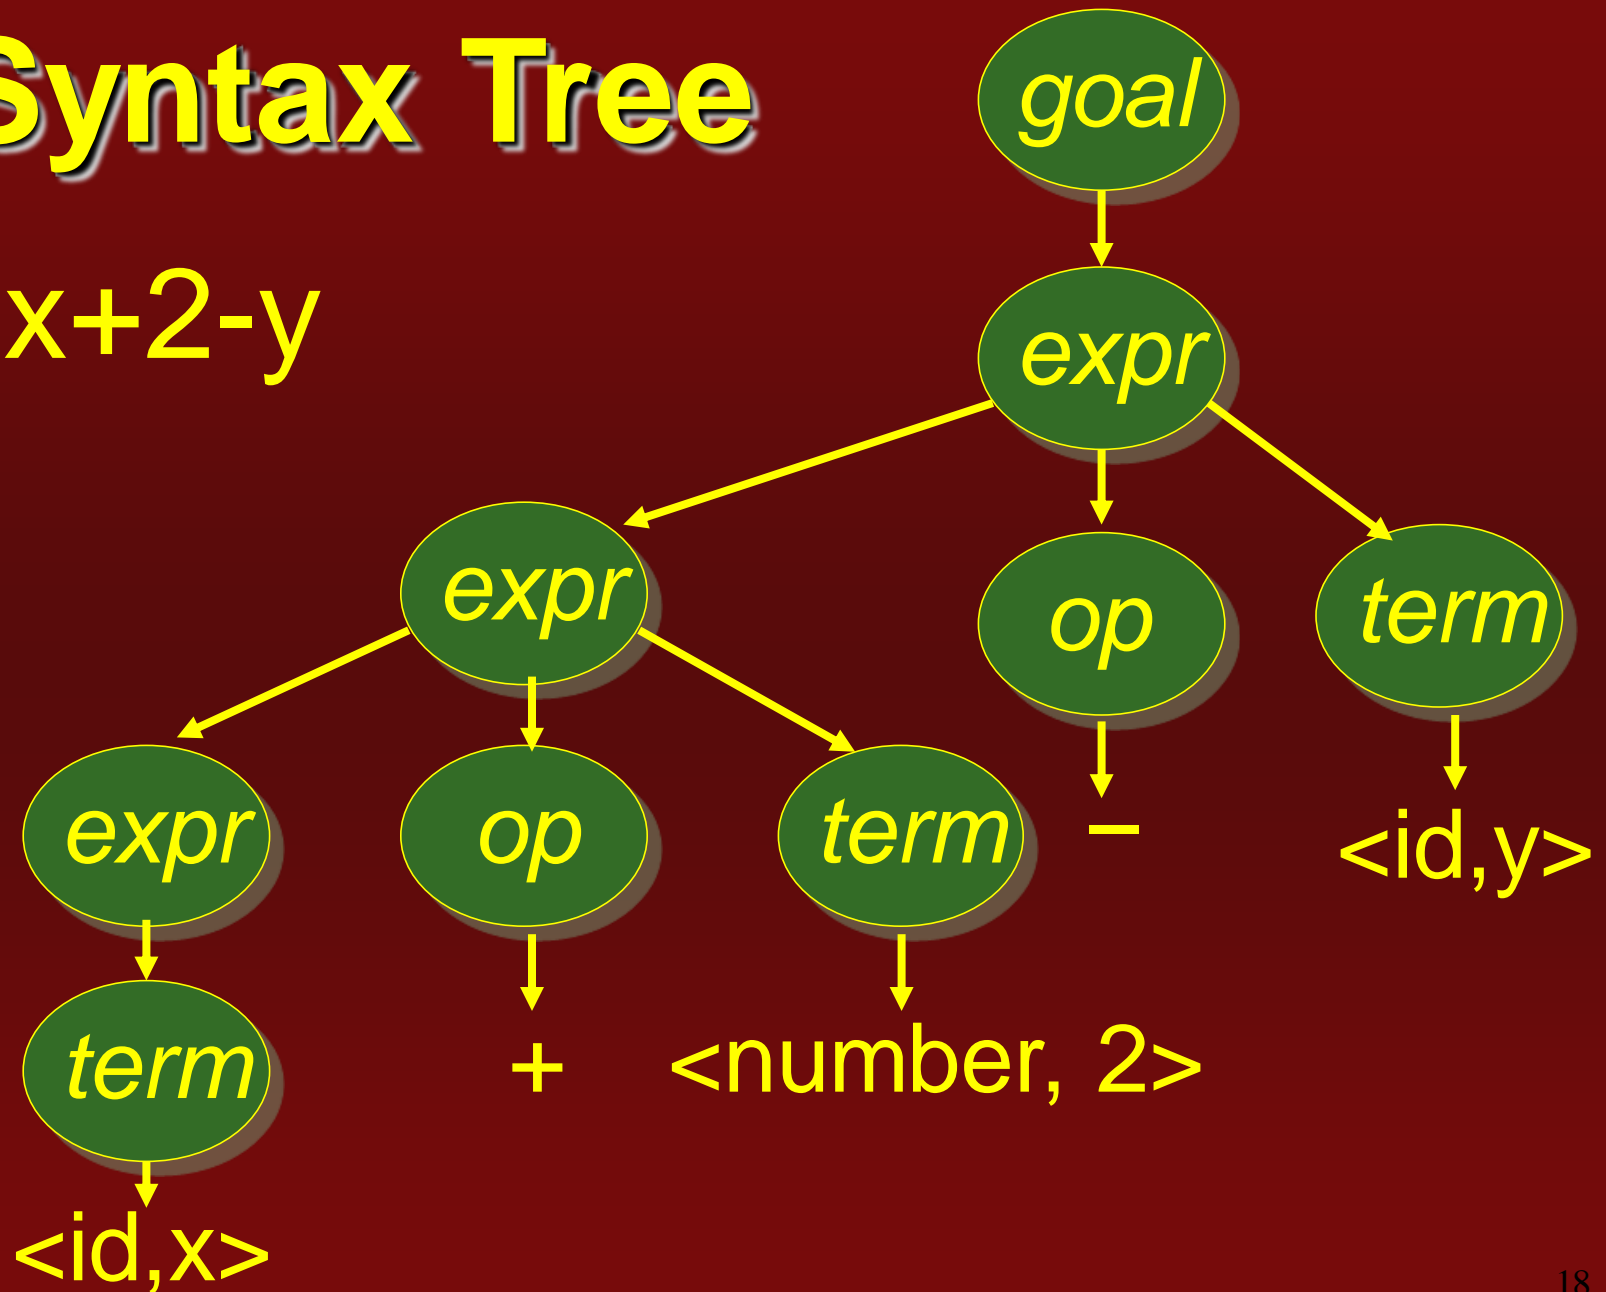 Syntax Tree
x+2-y
goal
expr
expr op term
expr op term – <id,y>
term + <number, 2>
<id,x>
18